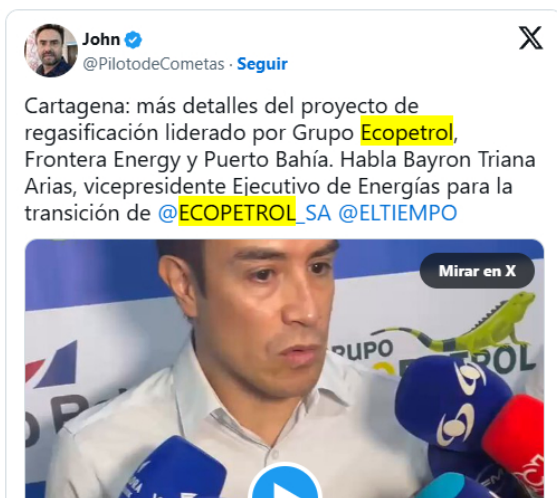 John
X
@PilotodeCometas · Seguir
Cartagena: más detalles del proyecto de
regasificación liderado por Grupo Ecopetrol,
Frontera Energy y Puerto Bahía. Habla Bayron Triana
Arias, vicepresidente Ejecutivo de Energías para la
transición de @ECOPETROL_SA @ELTIEMPO
Mirar en X